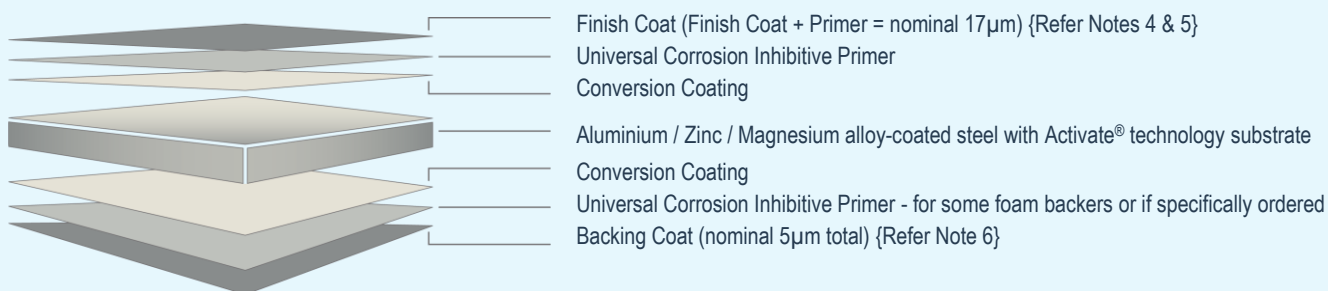 Finish Coat (Finish Coat + Primer = nominal 17µm) {Refer Notes 4 & 5}
Universal Corrosion Inhibitive Primer
Conversion Coating
Aluminium / Zinc / Magnesium alloy-coated steel with Activate® technology substrate
Conversion Coating
Universal Corrosion Inhibitive Primer - for some foam backers or if specifically ordered
Backing Coat (nominal 5µm total) {Refer Note 6}